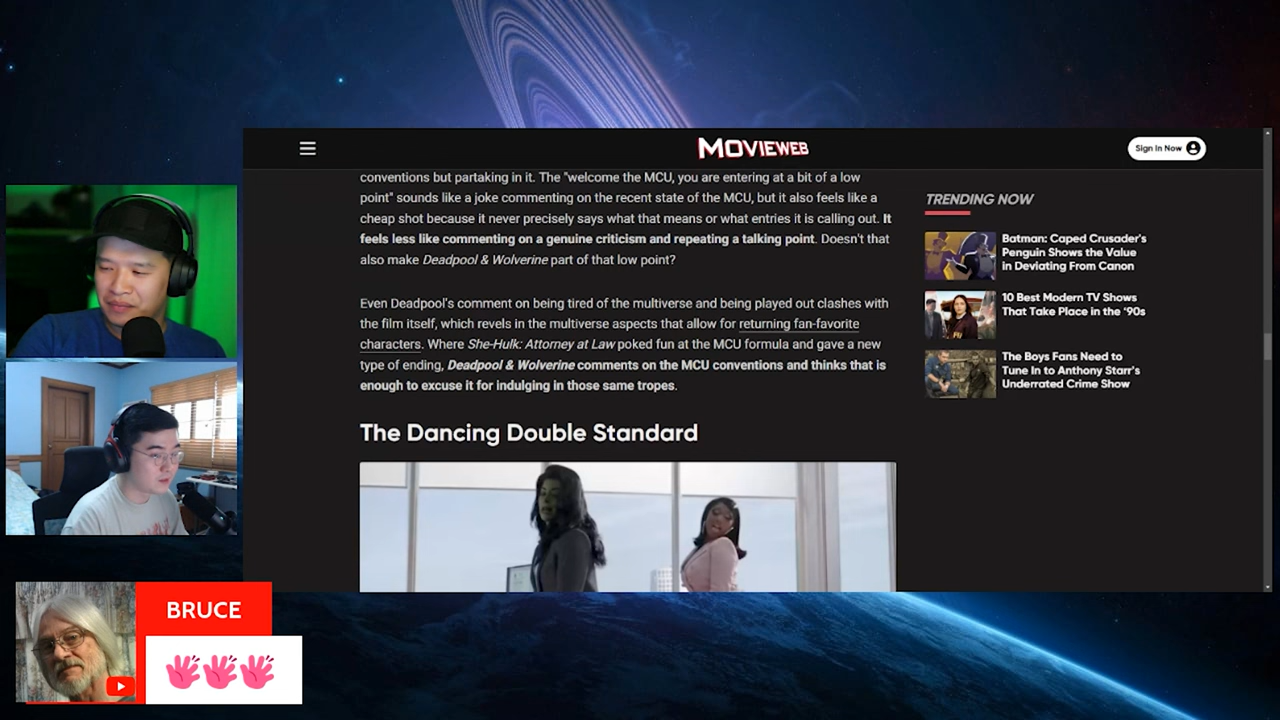 MOVIEWEB
Sign In Now
conventions but partaking in it. The "welcome the MCU, you are entering at a bit of a low
point" sounds like a joke commenting on the recent state of the MCU, but it also feels like a
cheap shot because it never precisely says what that means or what entries it is calling out. It
feels less like commenting on a genuine criticism and repeating a talking point. Doesn't that
also make Deadpool & Wolverine part of that low point?
Even Deadpool's comment on being tired of the multiverse and being played out clashes with
the film itself, which revels in the multiverse aspects that allow for returning fan-favorite
characters. Where She-Hulk: Attorney at Law poked fun at the MCU formula and gave a new
type of ending, Deadpool & Wolverine comments on the MCU conventions and thinks that is
enough to excuse it for indulging in those same tropes.
The Dancing Double Standard
TRENDING NOW
Batman: Caped Crusader's
Penguin Shows the Value
in Deviating From Canon
10 Best Modern TV Shows
That Take Place in the '90s
The Boys Fans Need to
Tune In to Anthony Starr's
Underrated Crime Show
BRUCE